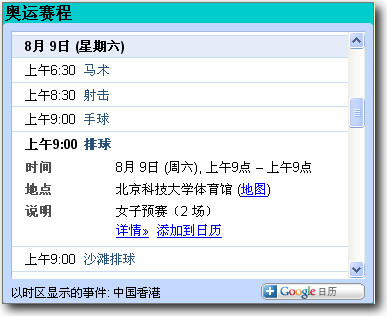 奥运赛程
8月 9日 (星期六)
上午6:30 马术
上午8:30 射击
上午9:00 手球
上午9:00 排球
时间 8月 9日 (周六), 上午9点 – 上午9点
地点 北京科技大学体育馆 (地图)
说明 女子预赛（2 场）
详情» 添加到日历
上午9:00 沙滩排球
以时区显示的事件: 中国香港
Google 日历